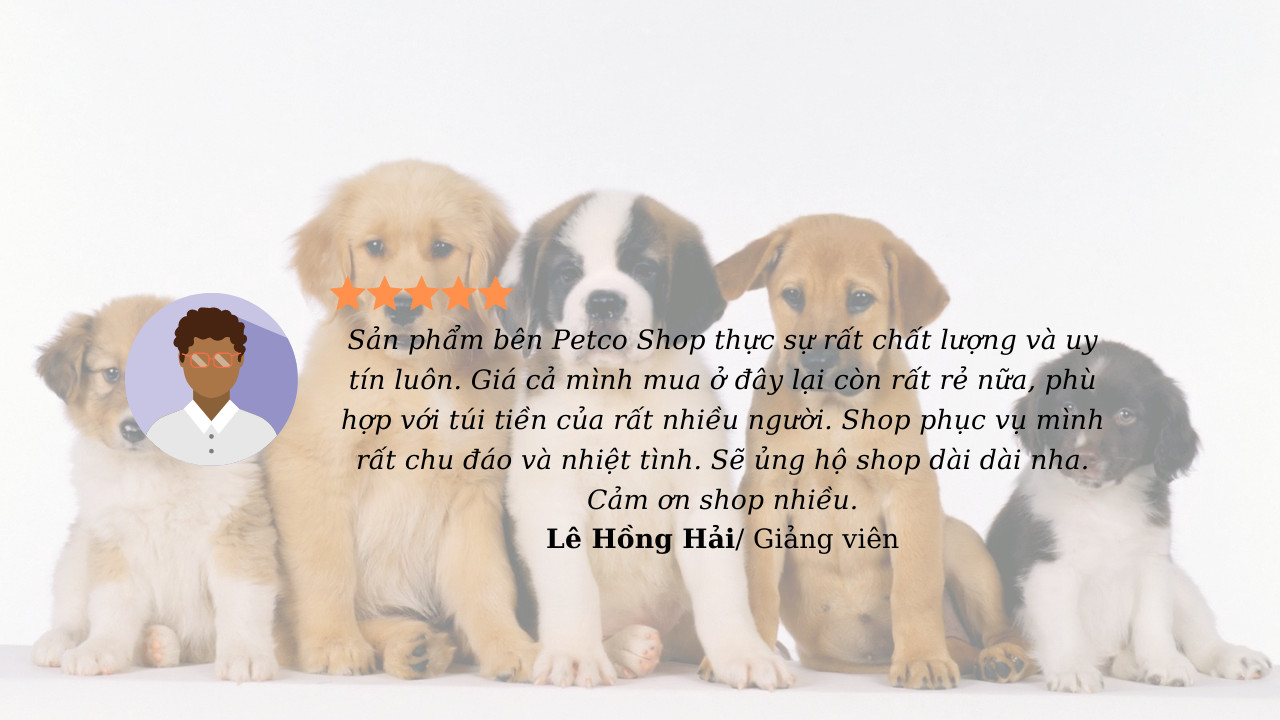 Sản phẩm bên Petco Shop thực sự rất chất lượng và uy
tín luôn. Giá cả mình mua ở đây lại còn rất rẻ nữa, phù
hợp với túi tiền của rất nhiều người. Shop phục vụ mình
rất chu đáo và nhiệt tình. Sẽ ủng hộ shop dài dài nha.
Cảm ơn shop nhiều.
Lê Hồng Hải/ Giảng viên